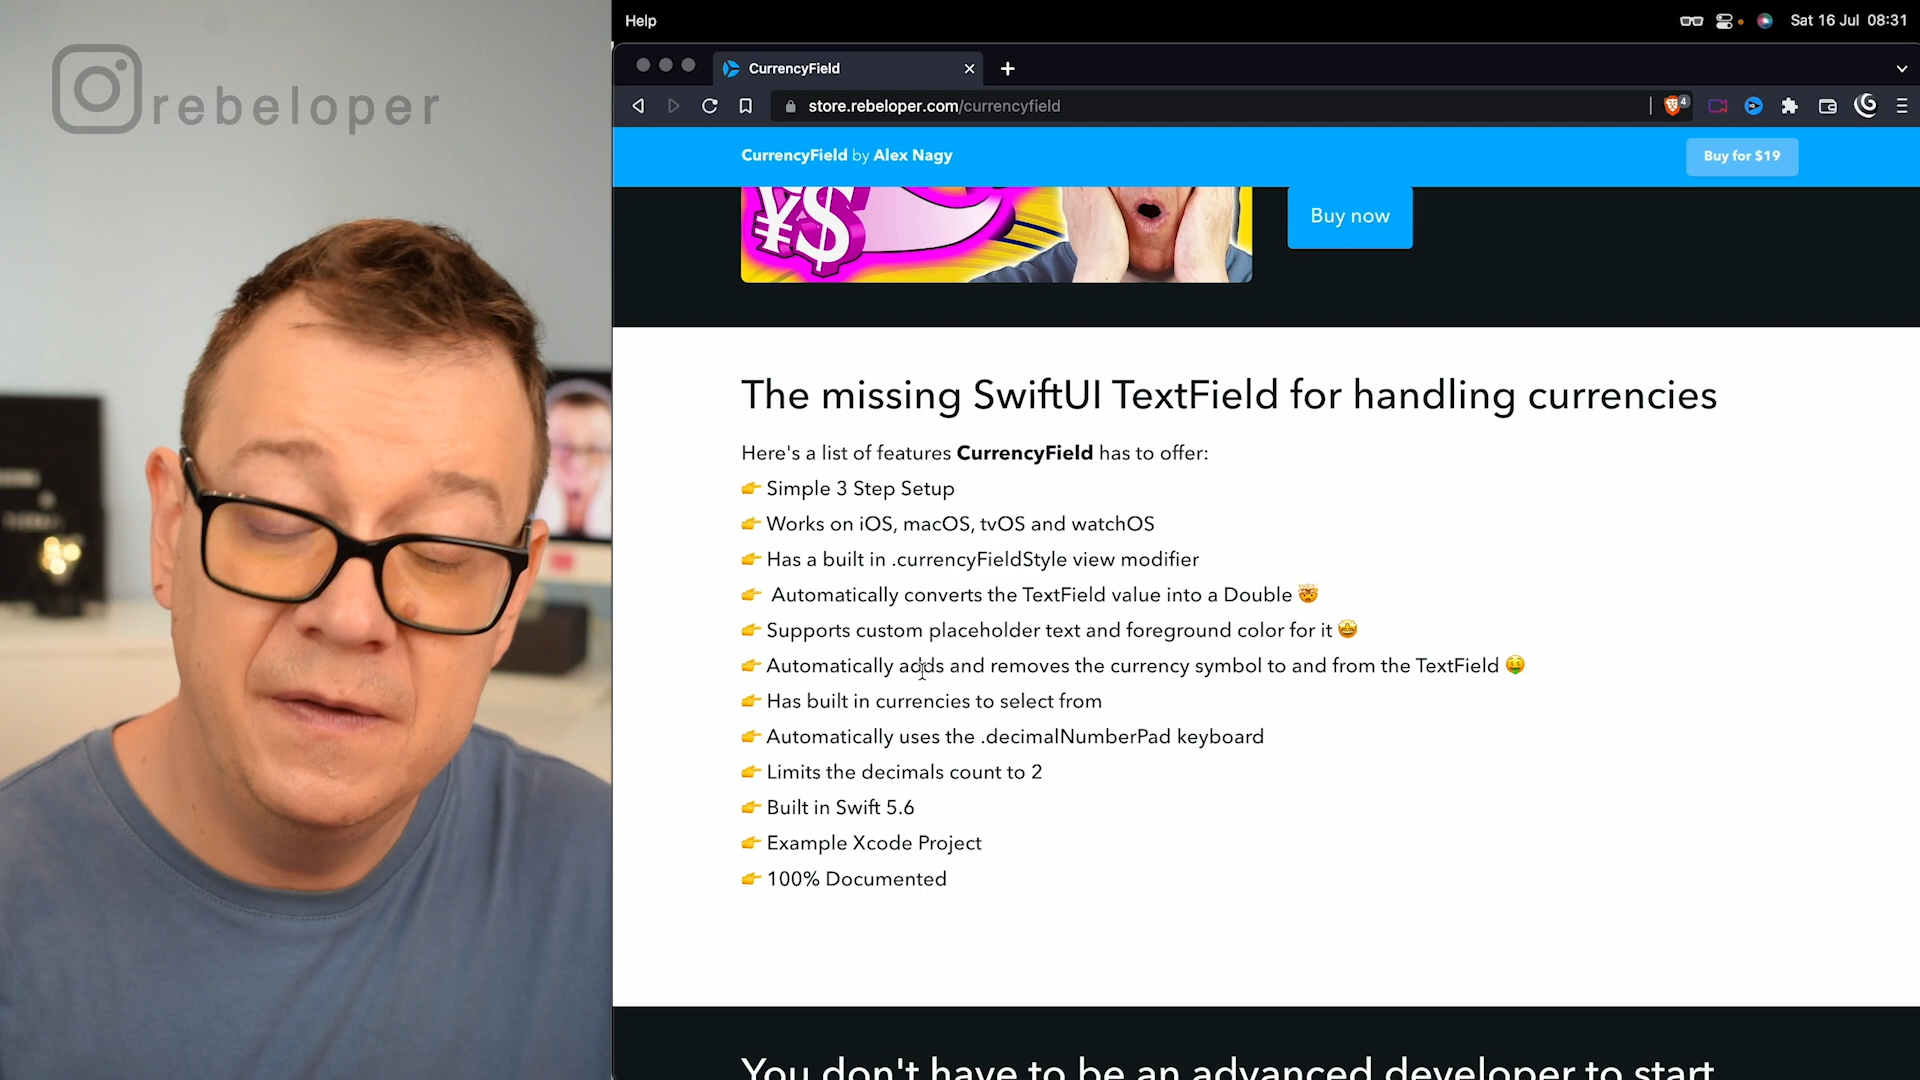 rebeloper
Help
Sat 16 Jul 08:31
CurrencyField
store.rebeloper.com/currencyfield
4
CurrencyField by Alex Nagy
Buy for $19
¥$
Buy now
The missing SwiftUI TextField for handling currencies
Here's a list of features CurrencyField has to offer:
👉 Simple 3 Step Setup
👉 Works on iOS, macOS, tvOS and watchOS
👉 Has a built in .currencyFieldStyle view modifier
👉 Automatically converts the TextField value into a Double 🤯
👉 Supports custom placeholder text and foreground color for it 🤩
👉 Automatically adds and removes the currency symbol to and from the TextField 🤑
👉 Has built in currencies to select from
👉 Automatically uses the .decimalNumberPad keyboard
👉 Limits the decimals count to 2
👉 Built in Swift 5.6
👉 Example Xcode Project
👉 100% Documented
You don't have to be an advanced developer to start